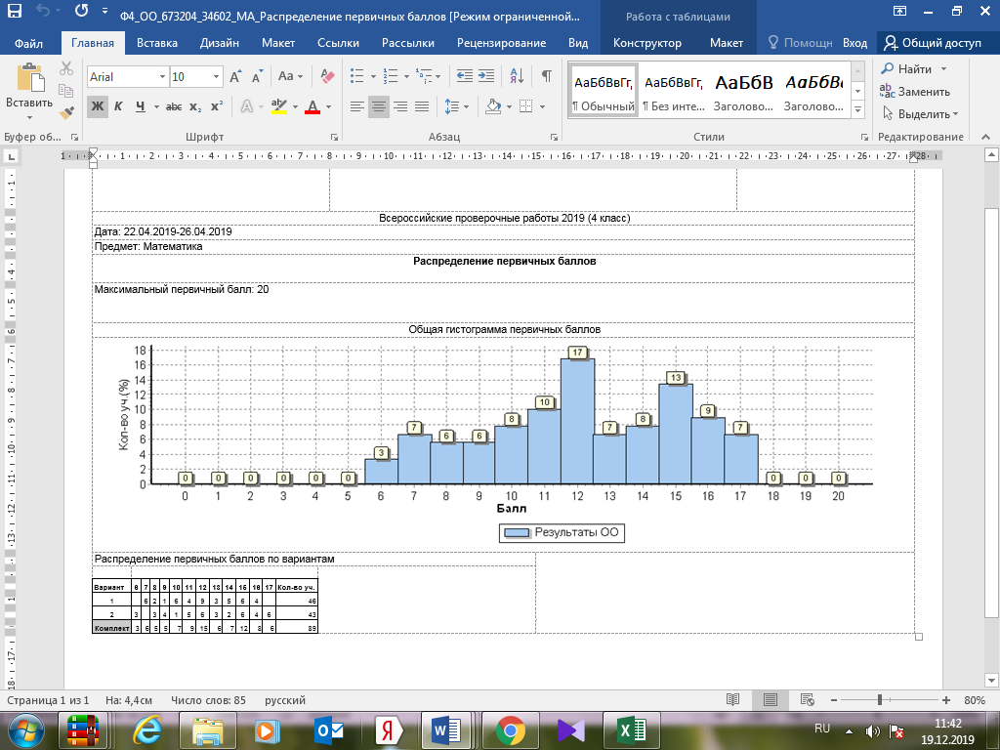 Ф4_ОО_673204_34602_МА_Распределение первичных баллов [Режим ограниченной...
Работа с таблицами
Файл Главная Вставка Дизайн Макет Ссылки Рассылки Рецензирование Вид Конструктор Макет Помощн Вход Общий доступ
Вставить
Arial 10
Ж К Ч abc x₂ x²
АаБбВвГг, АаБбВвГг, АаБбВ АаБбВı
¶ Обычный ¶ Без инте... Заголово... Заголово...
Найти
Заменить
Выделить
Буфер об... Шрифт Абзац Стили Редактирование
1 1 2 3 4 5 6 7 8 9 10 11 12 13 14 15 16 17 18 19 20 21 22 23 24 25 26 27 28
Всероссийские проверочные работы 2019 (4 класс)
Дата: 22.04.2019-26.04.2019
Предмет: Математика
Распределение первичных баллов
Максимальный первичный балл: 20
Общая гистограмма первичных баллов
Кол-во уч.(%)
18
16
14
12
10
8
6
4
2
0
0 0 0 0 0 0 3 7 6 6 8 10 17 7 8 13 9 7 0 0 0
0 1 2 3 4 5 6 7 8 9 10 11 12 13 14 15 16 17 18 19 20
Балл
Результаты ОО
Распределение первичных баллов по вариантам
Вариант 6 7 8 9 10 11 12 13 14 15 16 17 Кол-во уч.
1 6 2 1 6 4 9 3 5 6 4 46
2 3 3 4 1 5 6 3 2 6 4 6 43
Комплект 3 6 5 5 7 9 15 6 7 12 8 6 89
Страница 1 из 1 На: 4,4см Число слов: 85 русский 80%
RU 11:42
19.12.2019